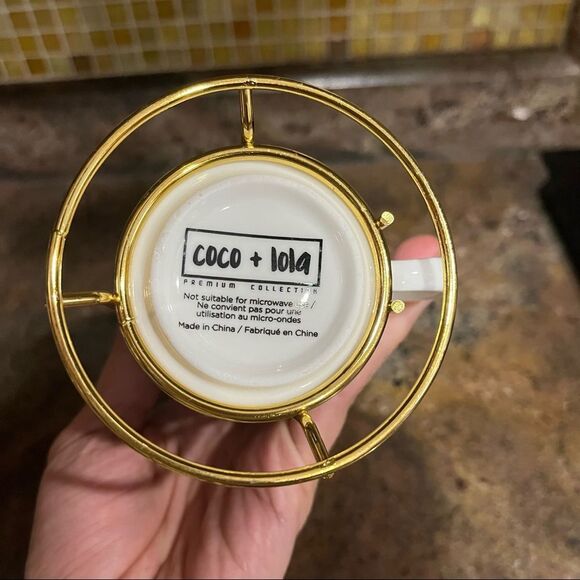 coco + lola
PREMIUM COLLECTION
Not suitable for microwave use /
Ne convient pas pour une
utilisation au micro-ondes
Made in China / Fabriqué en Chine